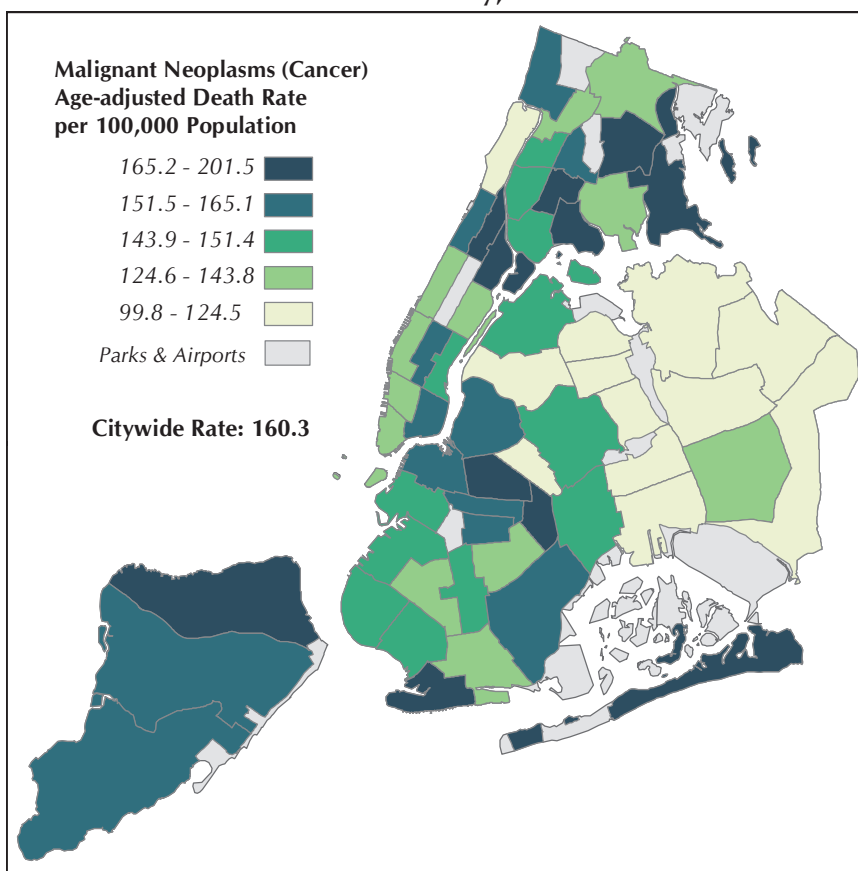 Malignant Neoplasms (Cancer)
Age-adjusted Death Rate
per 100,000 Population
165.2 - 201.5
151.5 - 165.1
143.9 - 151.4
124.6 - 143.8
99.8 - 124.5
Parks & Airports
Citywide Rate: 160.3